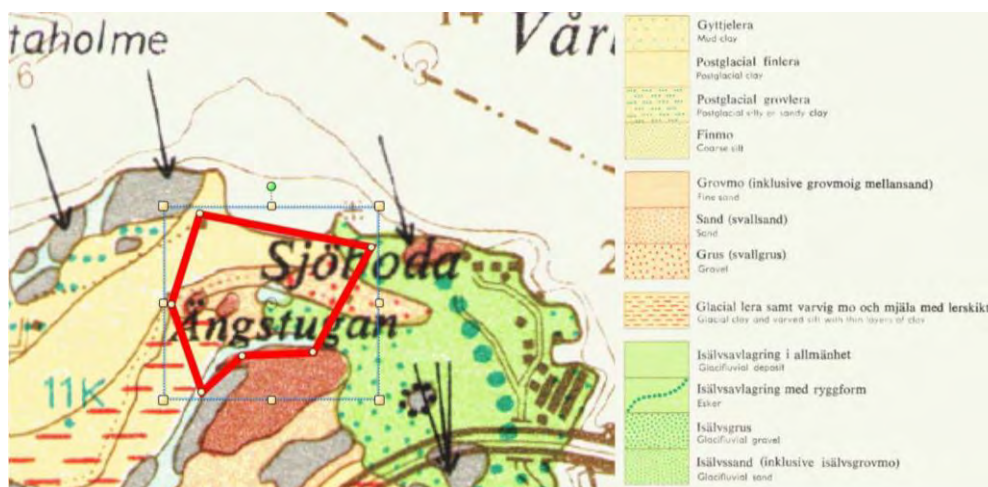 taholme
6
14
Vår
3
Sjöboda
Ängstugan
11K
2
Gyttjelera
Mud clay
Postglacial finlera
Postglacial clay
Postglacial grovlera
Postglacial silty or sandy clay
Finmo
Coarse silt
Grovmo (inklusive grovmoig mellansand)
Fine sand
Sand (svallsand)
Sand
Grus (svallgrus)
Gravel
Glacial lera samt varvig mo och mjäla med lerskikt
Glacial clay and varved silt with thin layers of clay
Isälvsavlagring i allmänhet
Glacifluvial deposit
Isälvsavlagring med ryggform
Esker
Isälvsgrus
Glacifluvial gravel
Isälvssand (inklusive isälvsgrovmo)
Glacifluvial sand